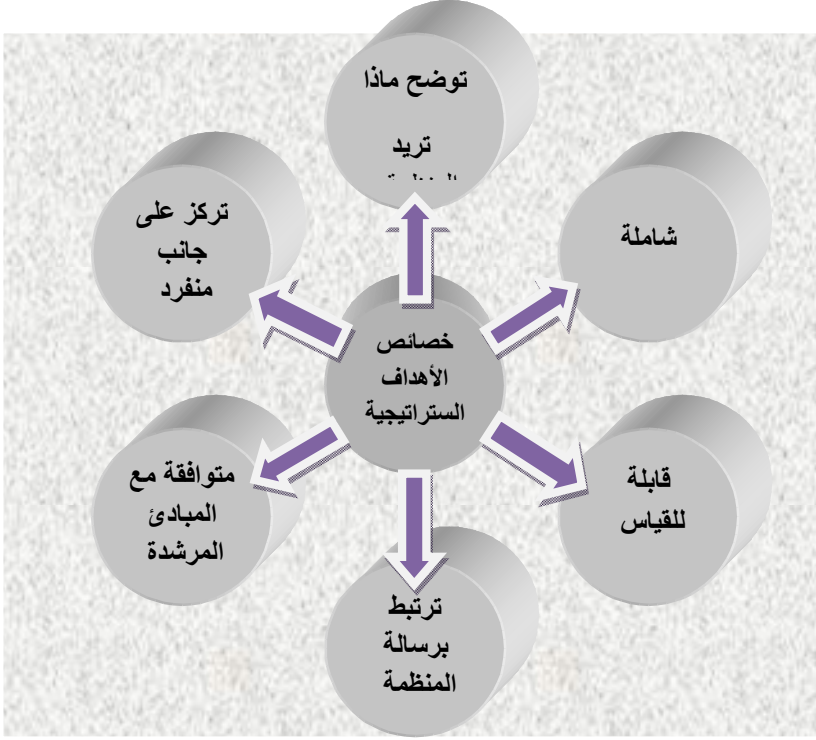 توضح ماذا
تريد
شاملة
قابلة
للقياس
ترتبط
برسالة
المنظمة
متوافقة مع
المبادئ
المرشدة
تركز على
جانب
منفرد
خصائص
الأهداف
الستراتيجية